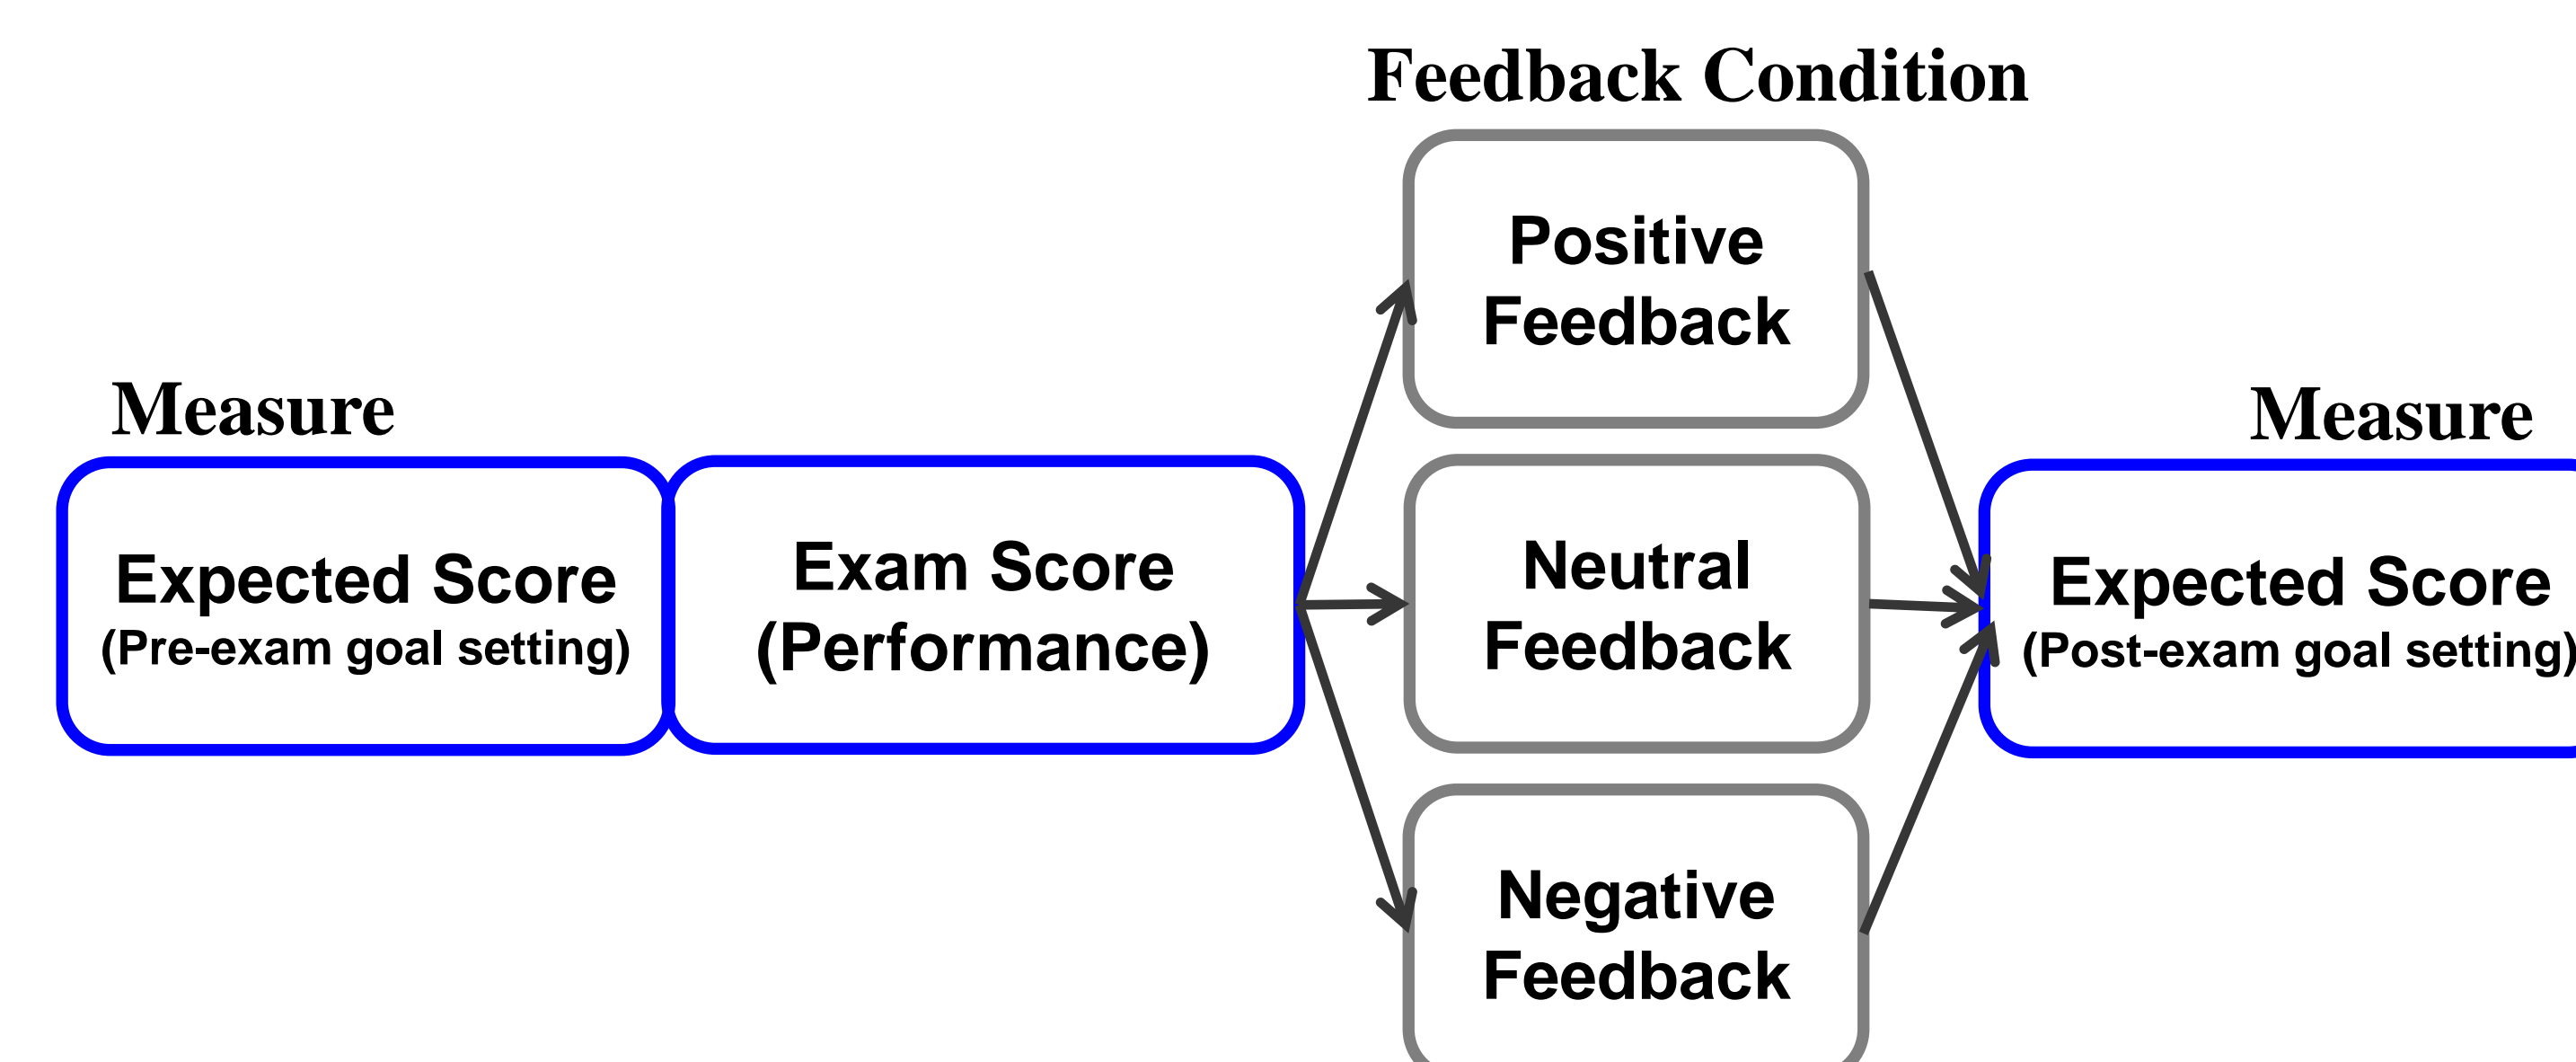 Feedback Condition
Positive
Feedback
Measure
Measure
Expected Score
(Pre-exam goal setting)
Exam Score
(Performance)
Neutral
Feedback
Expected Score
(Post-exam goal setting)
Negative
Feedback